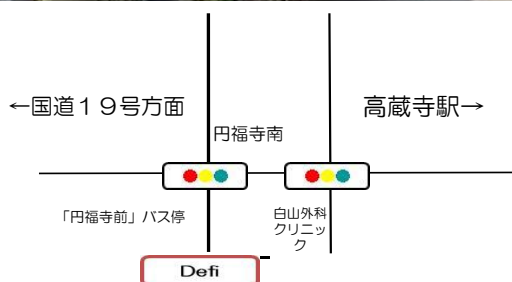 ←国道１９号方面
高蔵寺駅→
円福寺南
「円福寺前」バス停
白山外科
クリニッ
ク
Defi